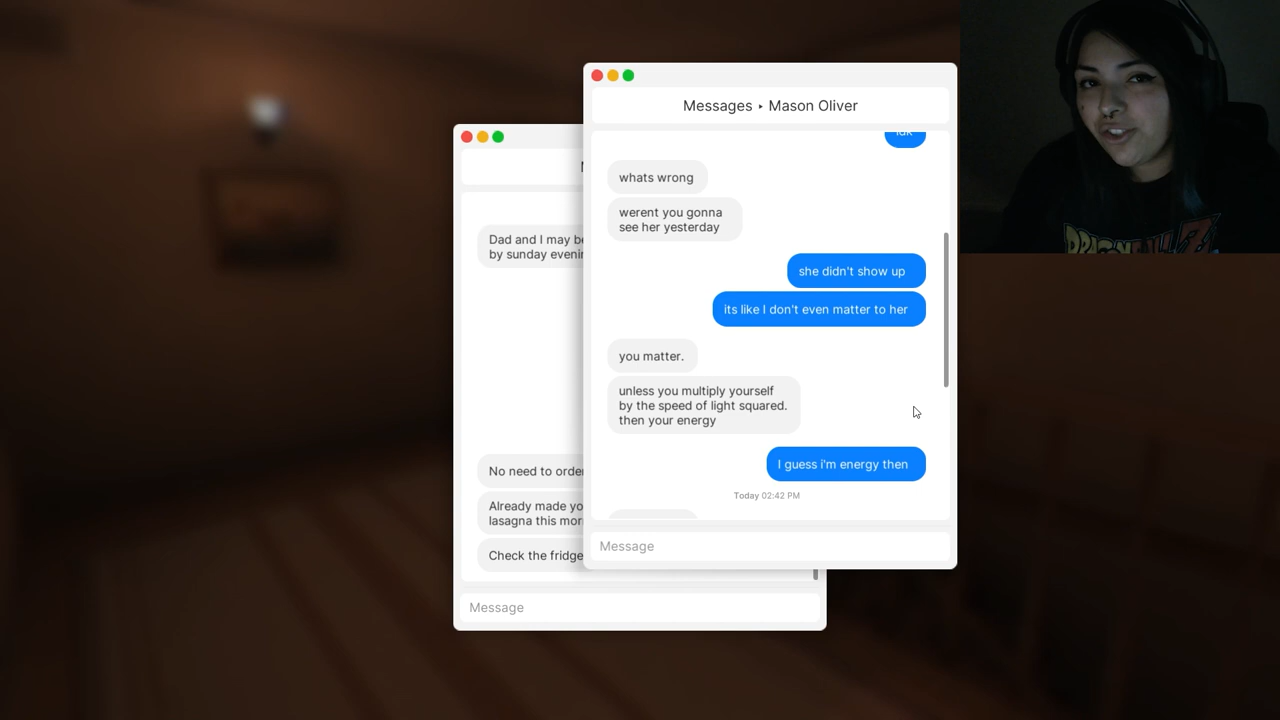 Messages ▸ Mason Oliver
idk
whats wrong
werent you gonna
see her yesterday
she didn't show up
its like I don't even matter to her
you matter.
unless you multiply yourself
by the speed of light squared.
then your energy
I guess i'm energy then
Today 02:42 PM
Message
Dad and I may be
by sunday
No need to order
Already made
lasagna this
Check the fridge
Message